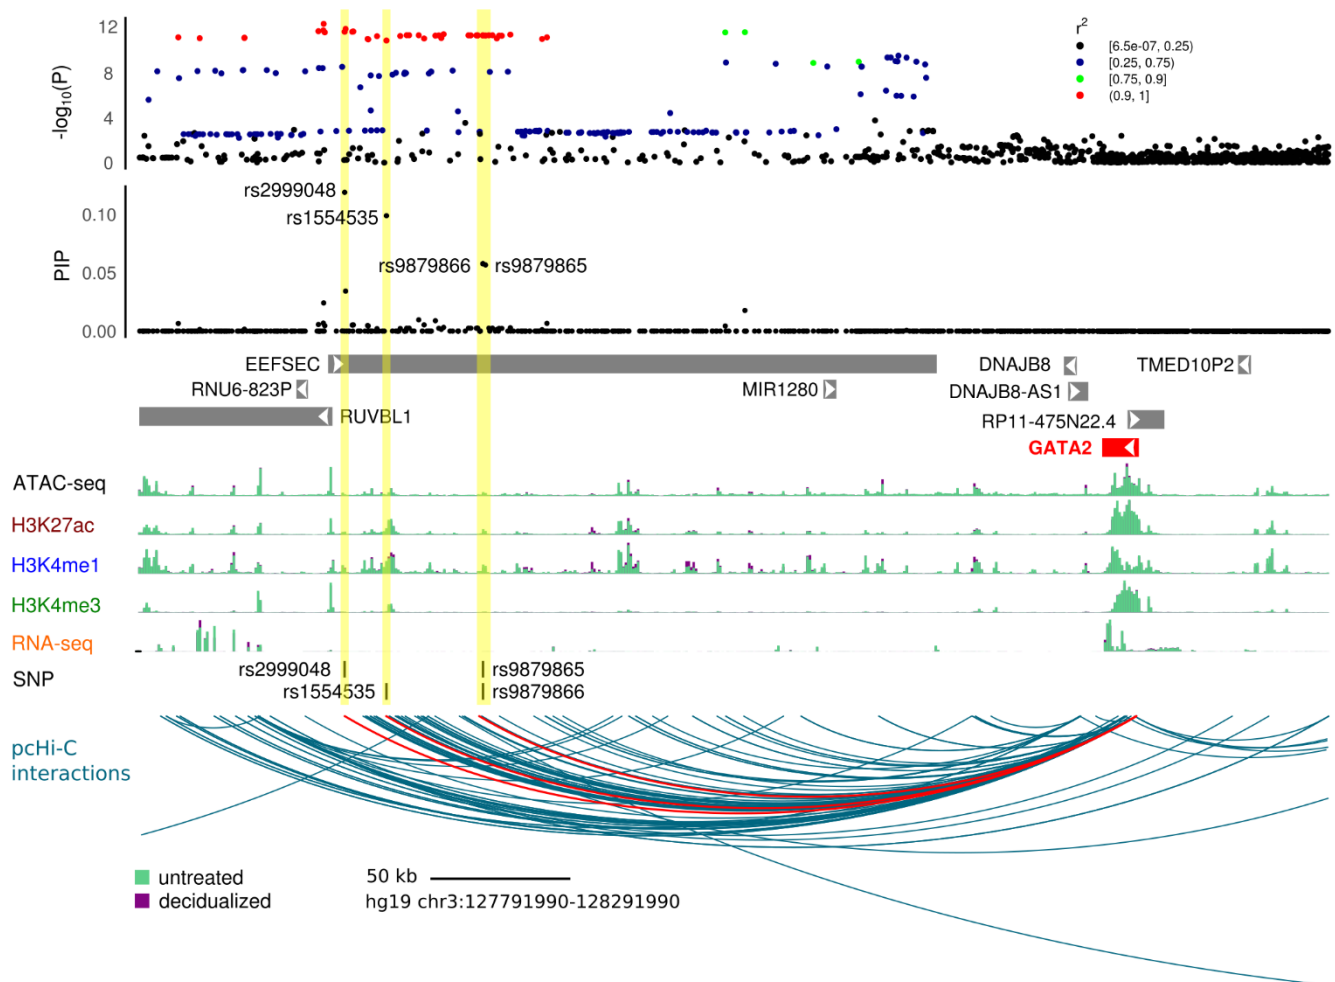 12
8
4
0
-log10(P)
r2
[6.5e-07, 0.25)
[0.25, 0.75)
[0.75, 0.9]
(0.9, 1]
rs2999048
rs1554535
rs9879866 rs9879865
0.10
0.05
0.00
PIP
EEFSEC DNAJB8 TMED10P2
RNU6-823P MIR1280 DNAJB8-AS1
RUVBL1 RP11-475N22.4
GATA2
ATAC-seq
H3K27ac
H3K4me1
H3K4me3
RNA-seq
SNP
rs2999048 rs9879865
rs1554535 rs9879866
pcHi-C
interactions
untreated
decidualized
50 kb
hg19 chr3:127791990-128291990